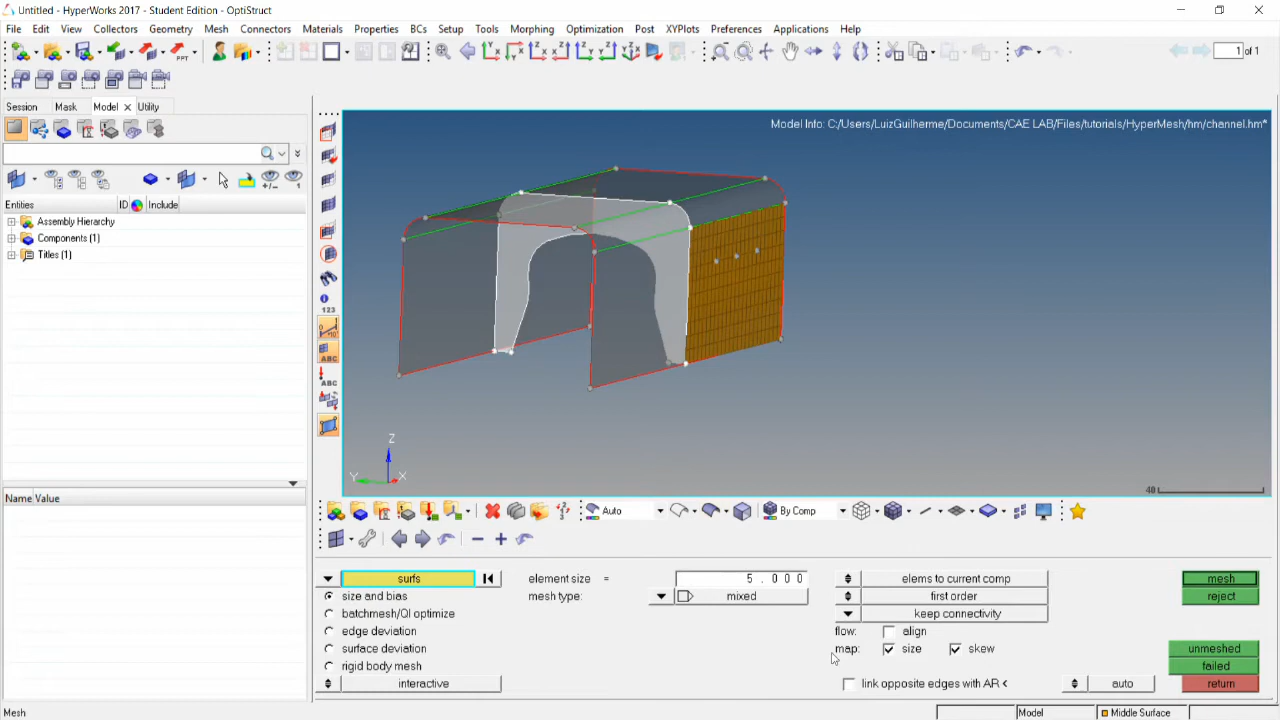 Untitled - HyperWorks 2017 - Student Edition - OptiStruct
File Edit View Collectors Geometry Mesh Connectors Materials Properties BCs Setup Tools Morphing Optimization Post XYPlots Preferences Applications Help
1 of 1
Session Mask Model Utility
Model Info: C:/Users/LuizGuilherme/Documents/CAE LAB/Files/tutorials/HyperMesh/hm/channel.hm*
Entities ID Include
Assembly Hierarchy
Components (1)
Titles (1)
123
ABC
ABC
Z
Y X
40
Name Value
Auto By Comp
surfs element size = 5.000 elems to current comp mesh
size and bias mesh type: mixed first order reject
batchmesh/QI optimize keep connectivity
edge deviation flow: align
surface deviation map: size skew unmeshed
rigid body mesh failed
interactive link opposite edges with AR < auto return
Mesh Model Middle Surface